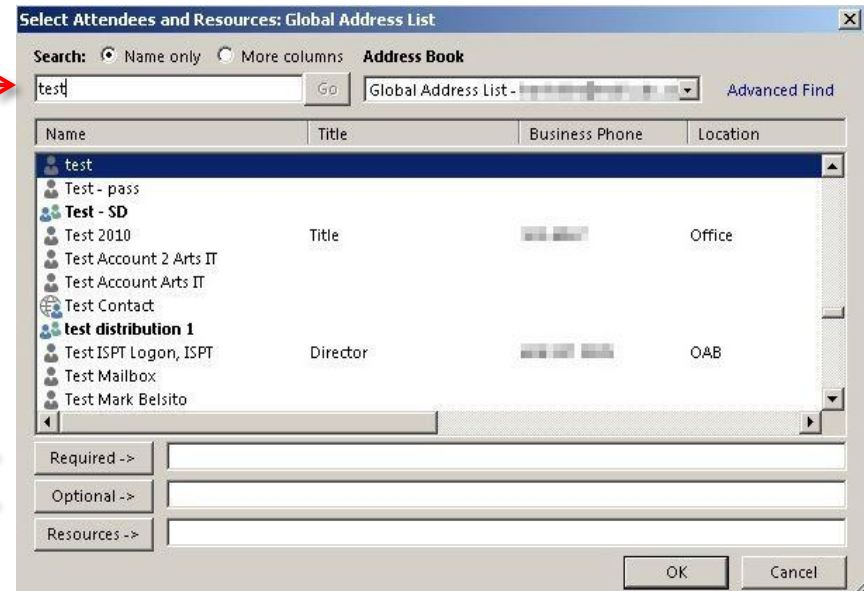 Select Attendees and Resources: Global Address List
Search: Name only More columns Address Book
test Go Global Address List - Advanced Find
Name Title Business Phone Location
test
Test - pass
Test - SD
Test 2010 Title Office
Test Account 2 Arts IT
Test Account Arts IT
Test Contact
test distribution 1
Test ISPT Logon, ISPT Director OAB
Test Mailbox
Test Mark Belsito
Required ->
Optional ->
Resources ->
OK Cancel